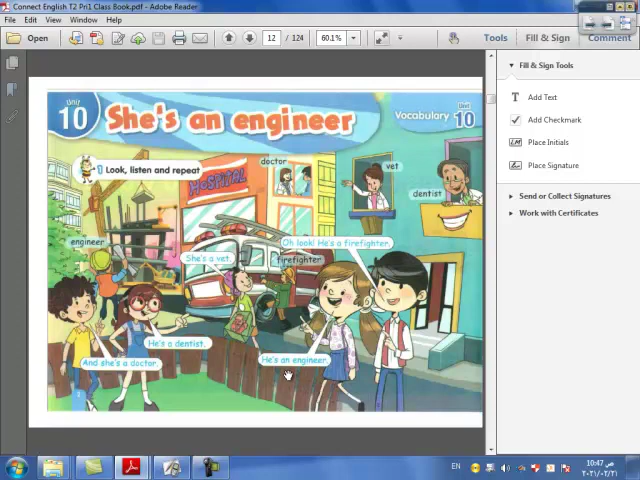 Connect English T2 Pri1 Class Book.pdf - Adobe Reader
File Edit View Window Help
Open
12 / 124
60.1%
Tools
Fill & Sign
Comment
Fill & Sign Tools
Add Text
Add Checkmark
Place Initials
Place Signature
Send or Collect Signatures
Work with Certificates
Unit
10
She's an engineer
Vocabulary
Unit
10
1 Look, listen and repeat
HOSPITAL
doctor
vet
dentist
engineer
Oh look! He's a firefighter.
She's a vet.
firefighter
He's a dentist.
And she's a doctor.
He's an engineer.
EN
10:47 ص
٢٠٢١/٠٢/٢١